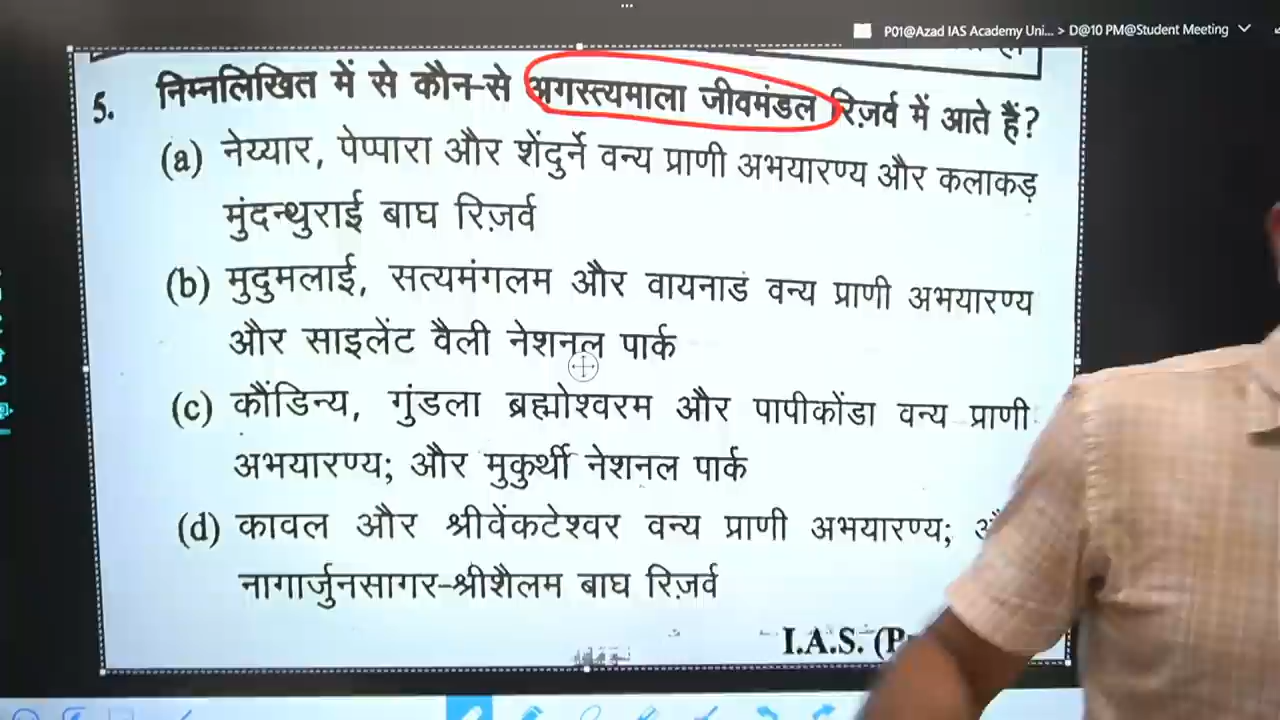 P01@Azad IAS Academy Uni... > D@10 PM@Student Meeting
5. निम्नलिखित में से कौन-से अगस्त्यमाला जीवमंडल रिज़र्व में आते हैं?
(a) नेय्यार, पेप्पारा और शेंदुर्ने वन्य प्राणी अभयारण्य और कलाकड़
मुंदन्थुराई बाघ रिज़र्व
(b) मुदुमलाई, सत्यमंगलम और वायनाड वन्य प्राणी अभयारण्य
और साइलेंट वैली नेशनल पार्क
(c) कौंडिन्य, गुंडला ब्रह्मोश्वरम और पापीकोंडा वन्य प्राणी
अभयारण्य; और मुकुर्थी नेशनल पार्क
(d) कावल और श्रीवेंकटेश्वर वन्य प्राणी अभयारण्य;
नागार्जुनसागर-श्रीशैलम बाघ रिज़र्व
I.A.S.